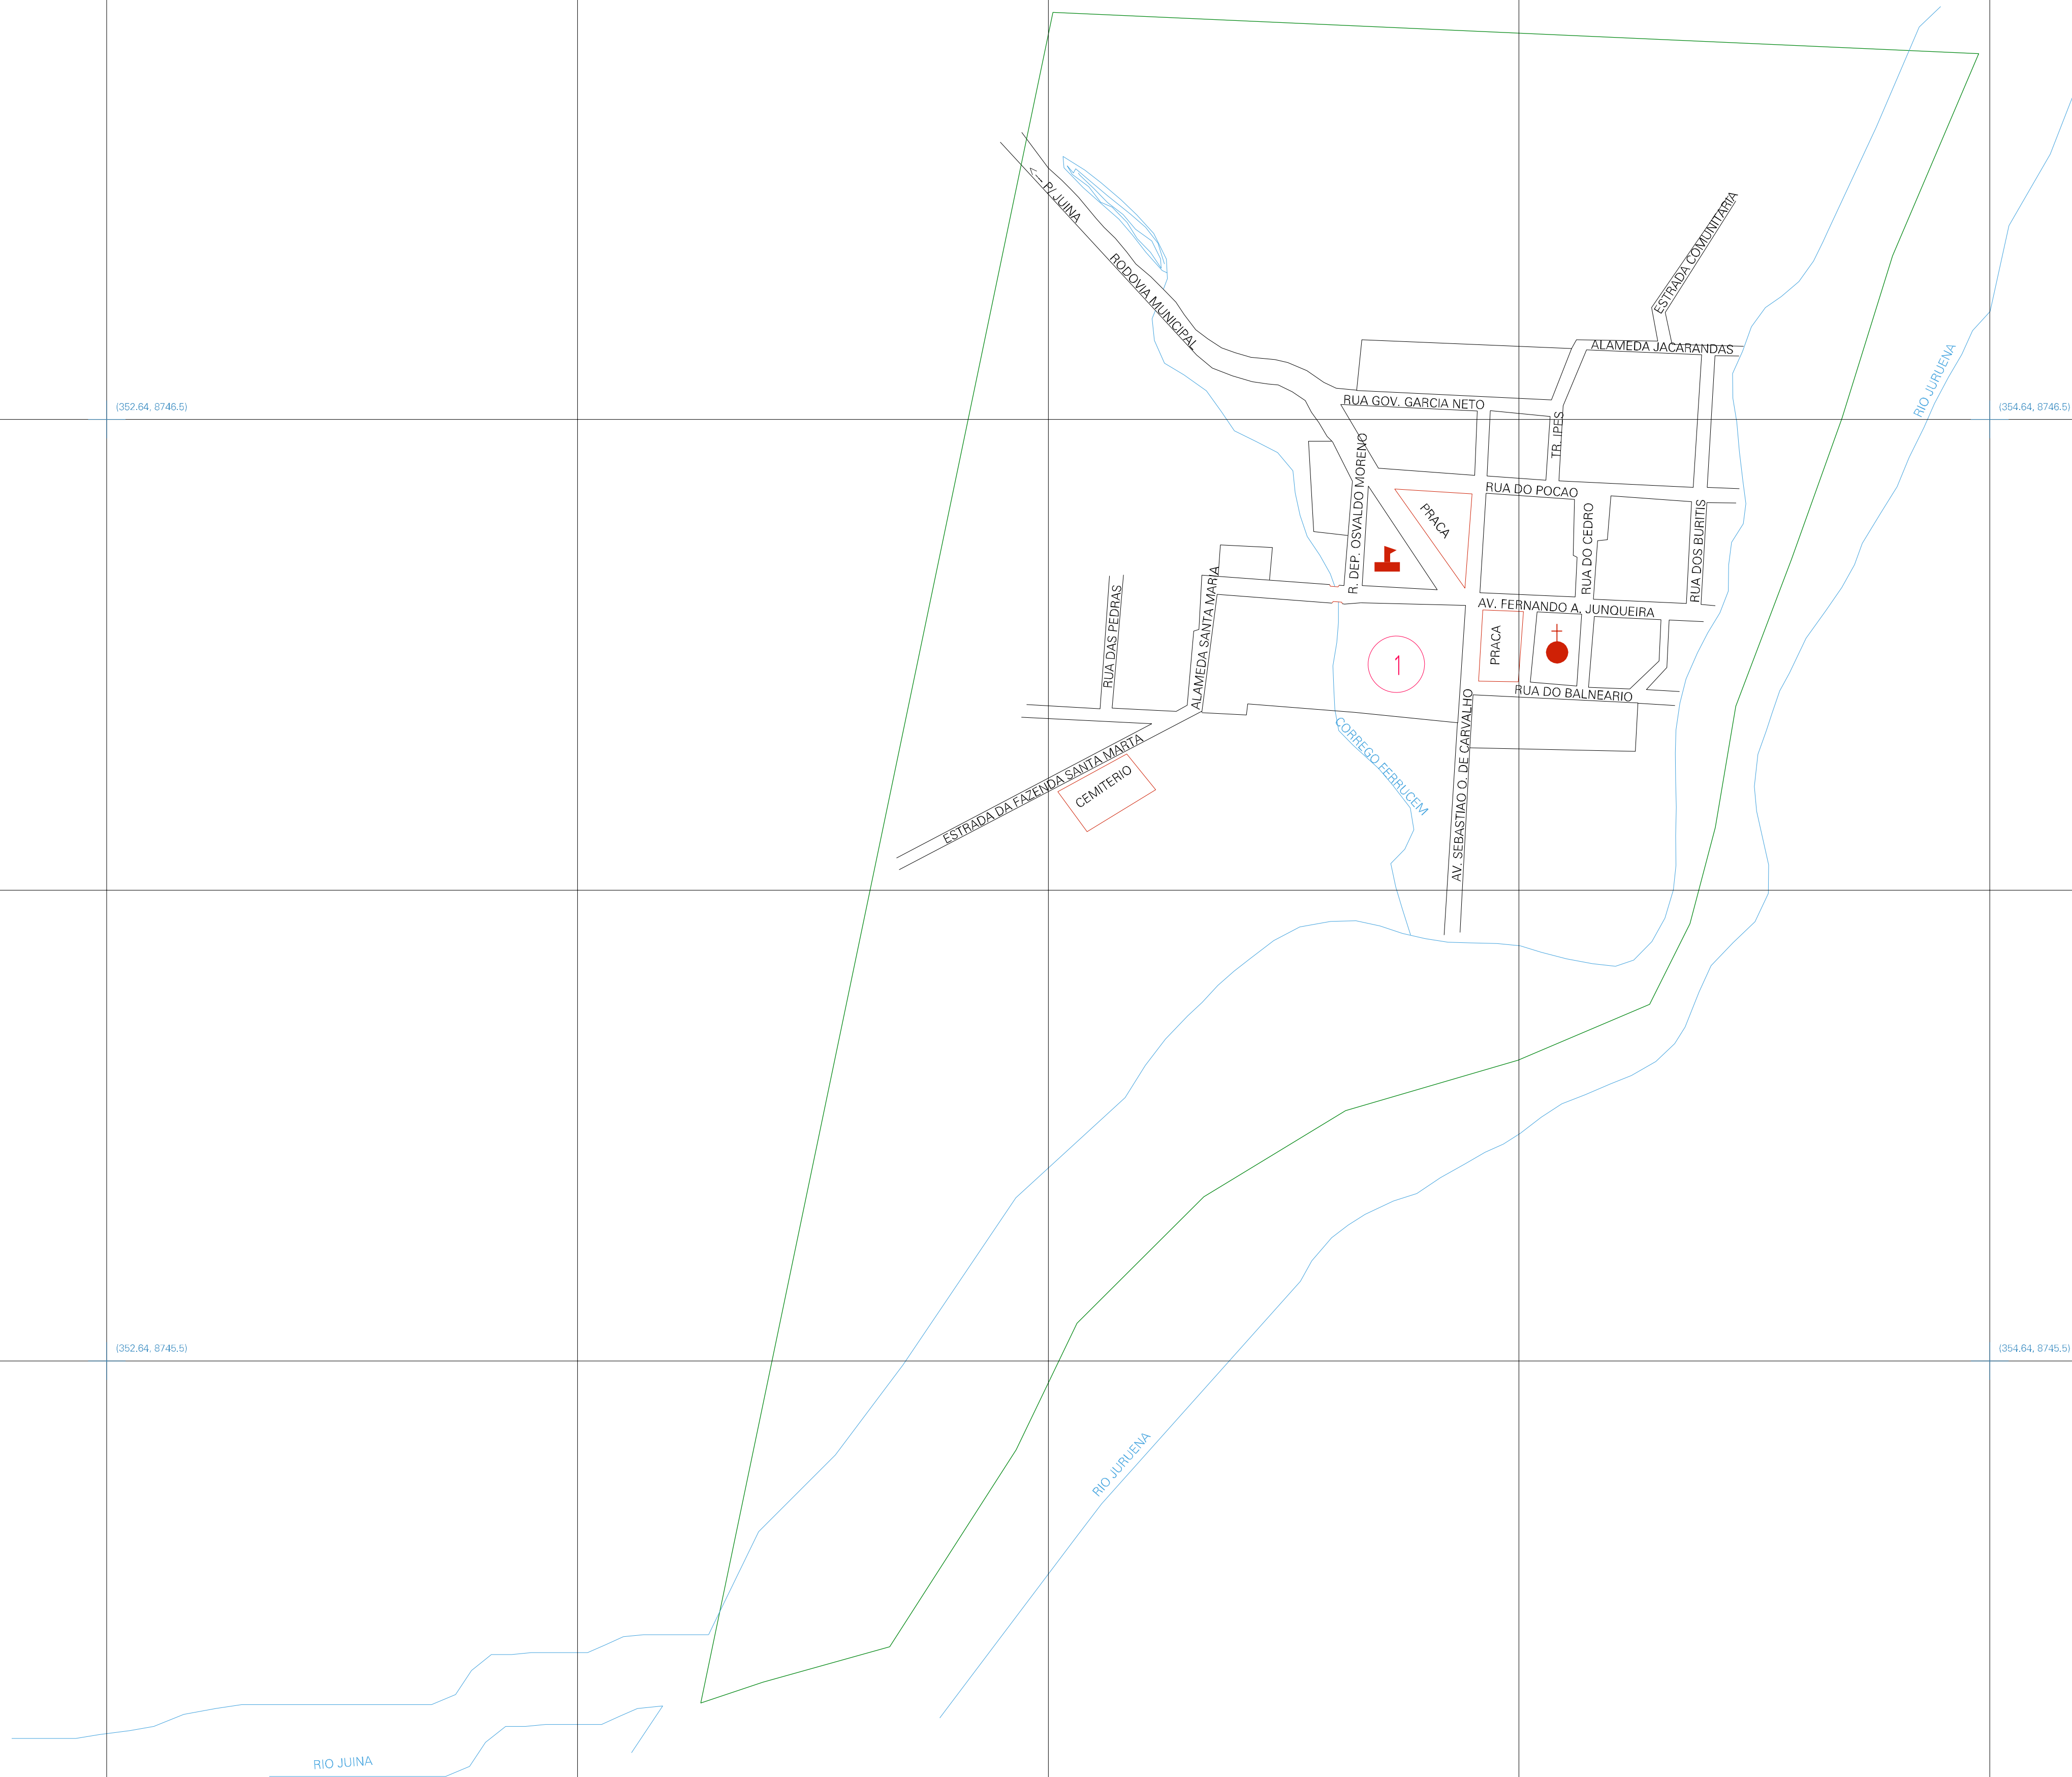 <-- P/ JUINA
RODOVIA MUNICIPAL
ESTRADA COMUNITARIA
ALAMEDA JACARANDAS
RIO JURUENA
(352.64, 8746.5)
(354.64, 8746.5)
RUA GOV. GARCIA NETO
TR. IPES
R. DEP. OSVALDO MORENO
RUA DO POCAO
PRACA
RUA DO CEDRO
RUA DOS BURITIS
RUA DAS PEDRAS
ALAMEDA SANTA MARIA
AV. FERNANDO A. JUNQUEIRA
PRACA
1
RUA DO BALNEARIO
CORREGO FERRUCEM
AV. SEBASTIAO O. DE CARVALHO
ESTRADA DA FAZENDA SANTA MARTA
CEMITERIO
(352.64, 8745.5)
(354.64, 8745.5)
RIO JURUENA
RIO JUINA